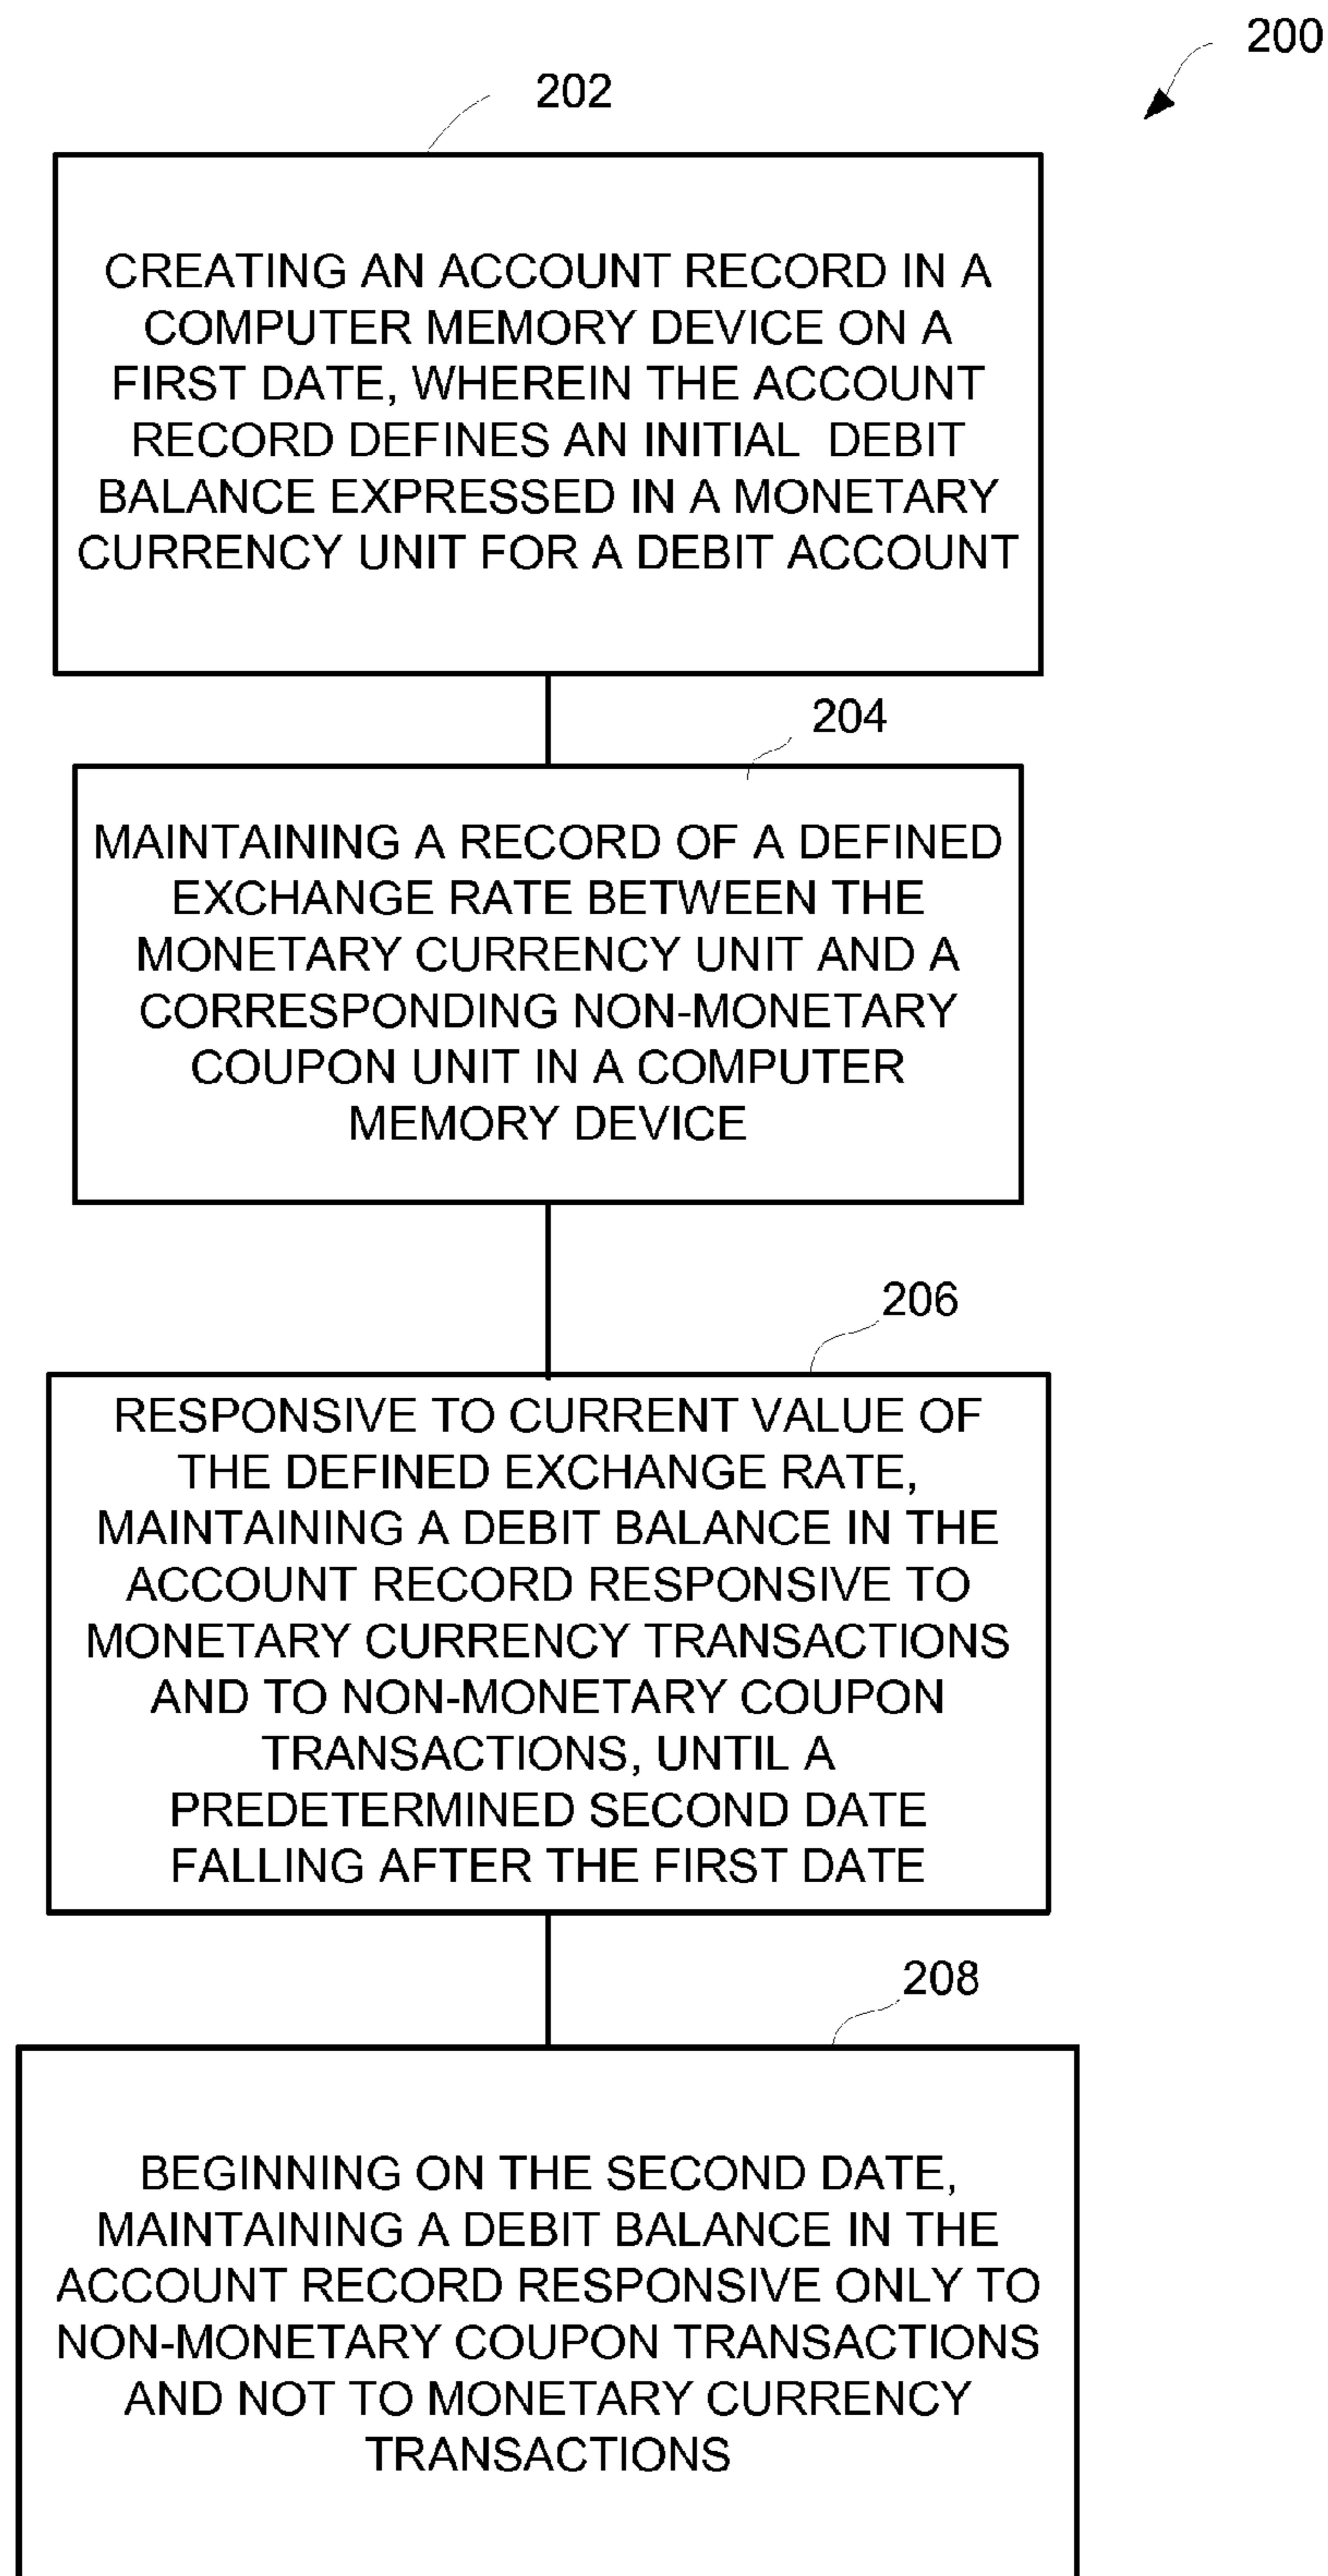 200
202
CREATING AN ACCOUNT RECORD IN A
COMPUTER MEMORY DEVICE ON A
FIRST DATE, WHEREIN THE ACCOUNT
RECORD DEFINES AN INITIAL DEBIT
BALANCE EXPRESSED IN A MONETARY
CURRENCY UNIT FOR A DEBIT ACCOUNT
204
MAINTAINING A RECORD OF A DEFINED
EXCHANGE RATE BETWEEN THE
MONETARY CURRENCY UNIT AND A
CORRESPONDING NON-MONETARY
COUPON UNIT IN A COMPUTER
MEMORY DEVICE
206
RESPONSIVE TO CURRENT VALUE OF
THE DEFINED EXCHANGE RATE,
MAINTAINING A DEBIT BALANCE IN THE
ACCOUNT RECORD RESPONSIVE TO
MONETARY CURRENCY TRANSACTIONS
AND TO NON-MONETARY COUPON
TRANSACTIONS, UNTIL A
PREDETERMINED SECOND DATE
FALLING AFTER THE FIRST DATE
208
BEGINNING ON THE SECOND DATE,
MAINTAINING A DEBIT BALANCE IN THE
ACCOUNT RECORD RESPONSIVE ONLY TO
NON-MONETARY COUPON TRANSACTIONS
AND NOT TO MONETARY CURRENCY
TRANSACTIONS